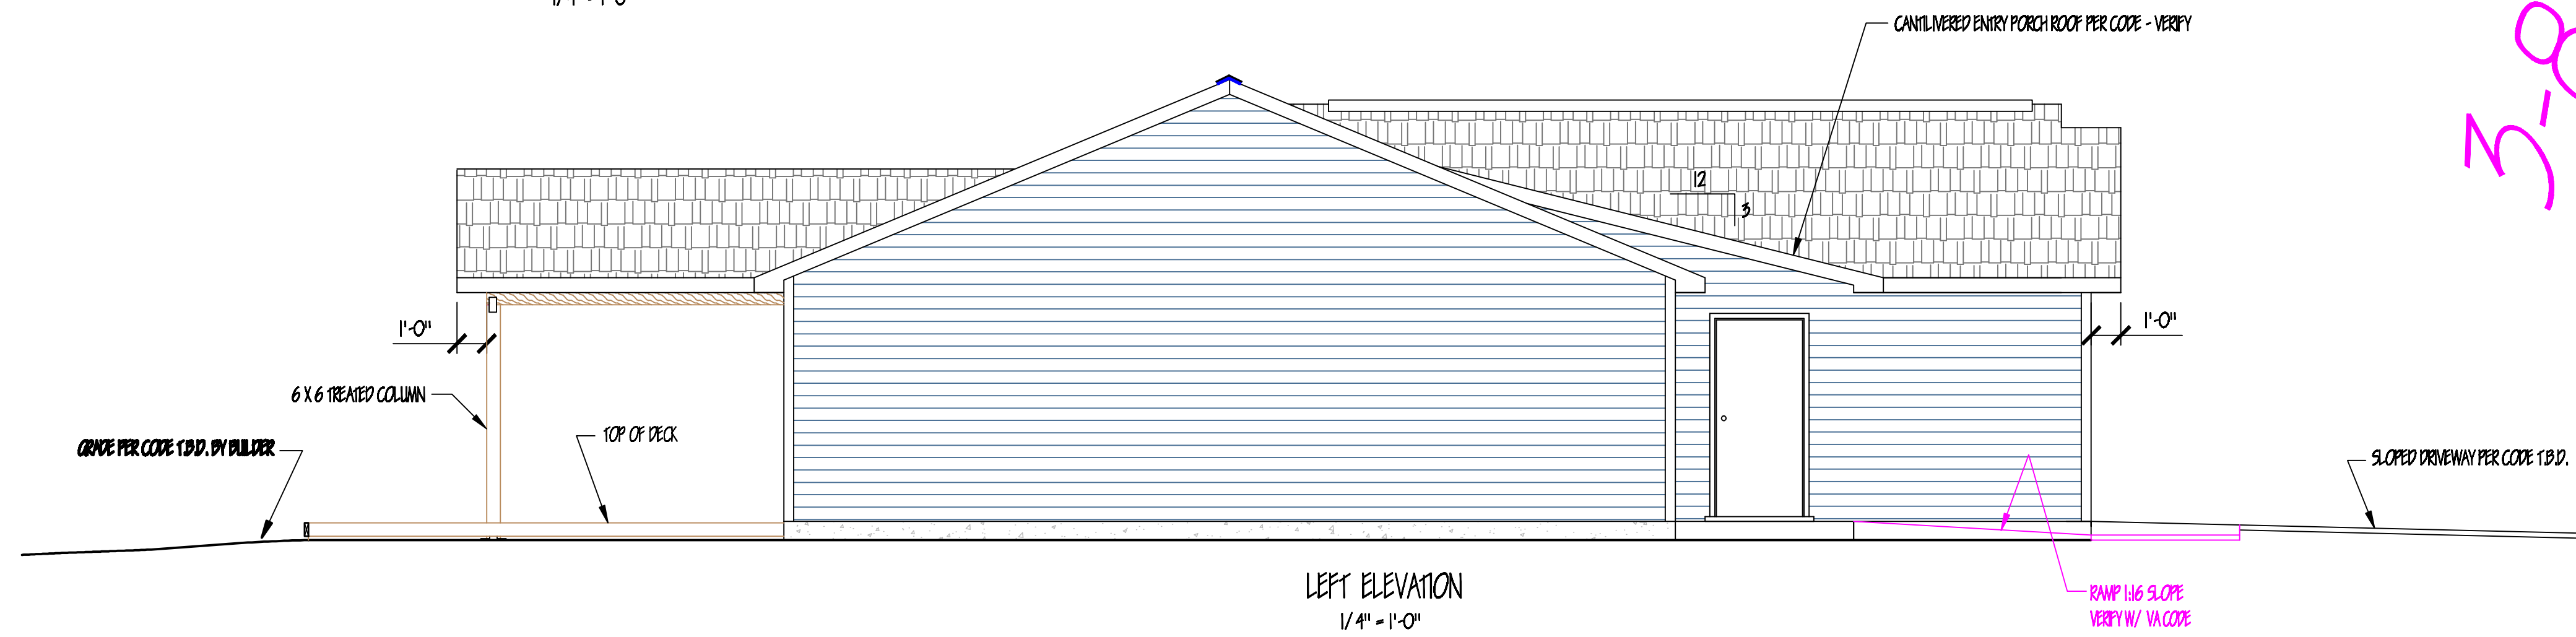 CANTILIVERED ENTRY PORCH ROOF PER CODE - VERIFY
12
3
1'-0"
1'-0"
6 X 6 TREATED COLUMN
TOP OF DECK
GRADE PER CODE T.B.D. BY BUILDER
SLOPED DRIVEWAY PER CODE T.B.D.
LEFT ELEVATION
1/4" = 1'-0"
RAMP 1:16 SLOPE
VERIFY W/ VA CODE